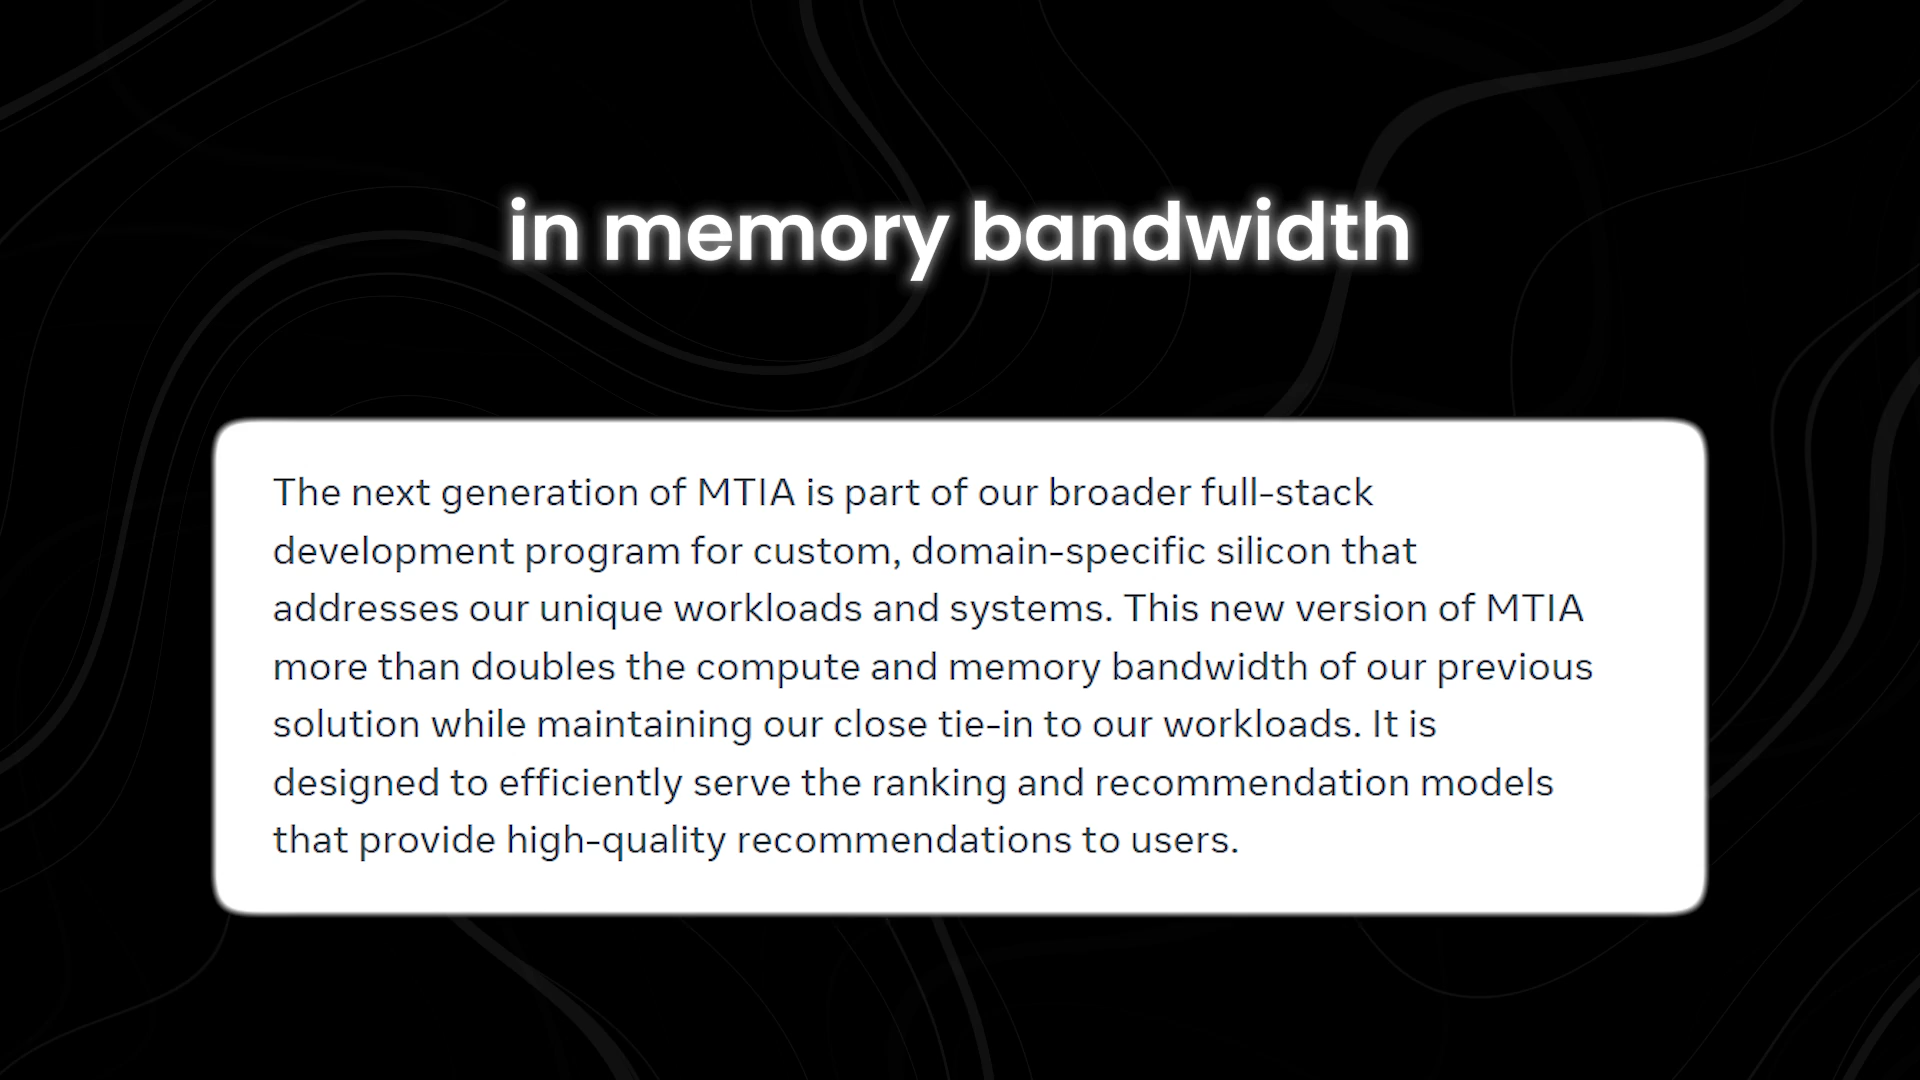 in memory bandwidth
The next generation of MTIA is part of our broader full-stack
development program for custom, domain-specific silicon that
addresses our unique workloads and systems. This new version of MTIA
more than doubles the compute and memory bandwidth of our previous
solution while maintaining our close tie-in to our workloads. It is
designed to efficiently serve the ranking and recommendation models
that provide high-quality recommendations to users.